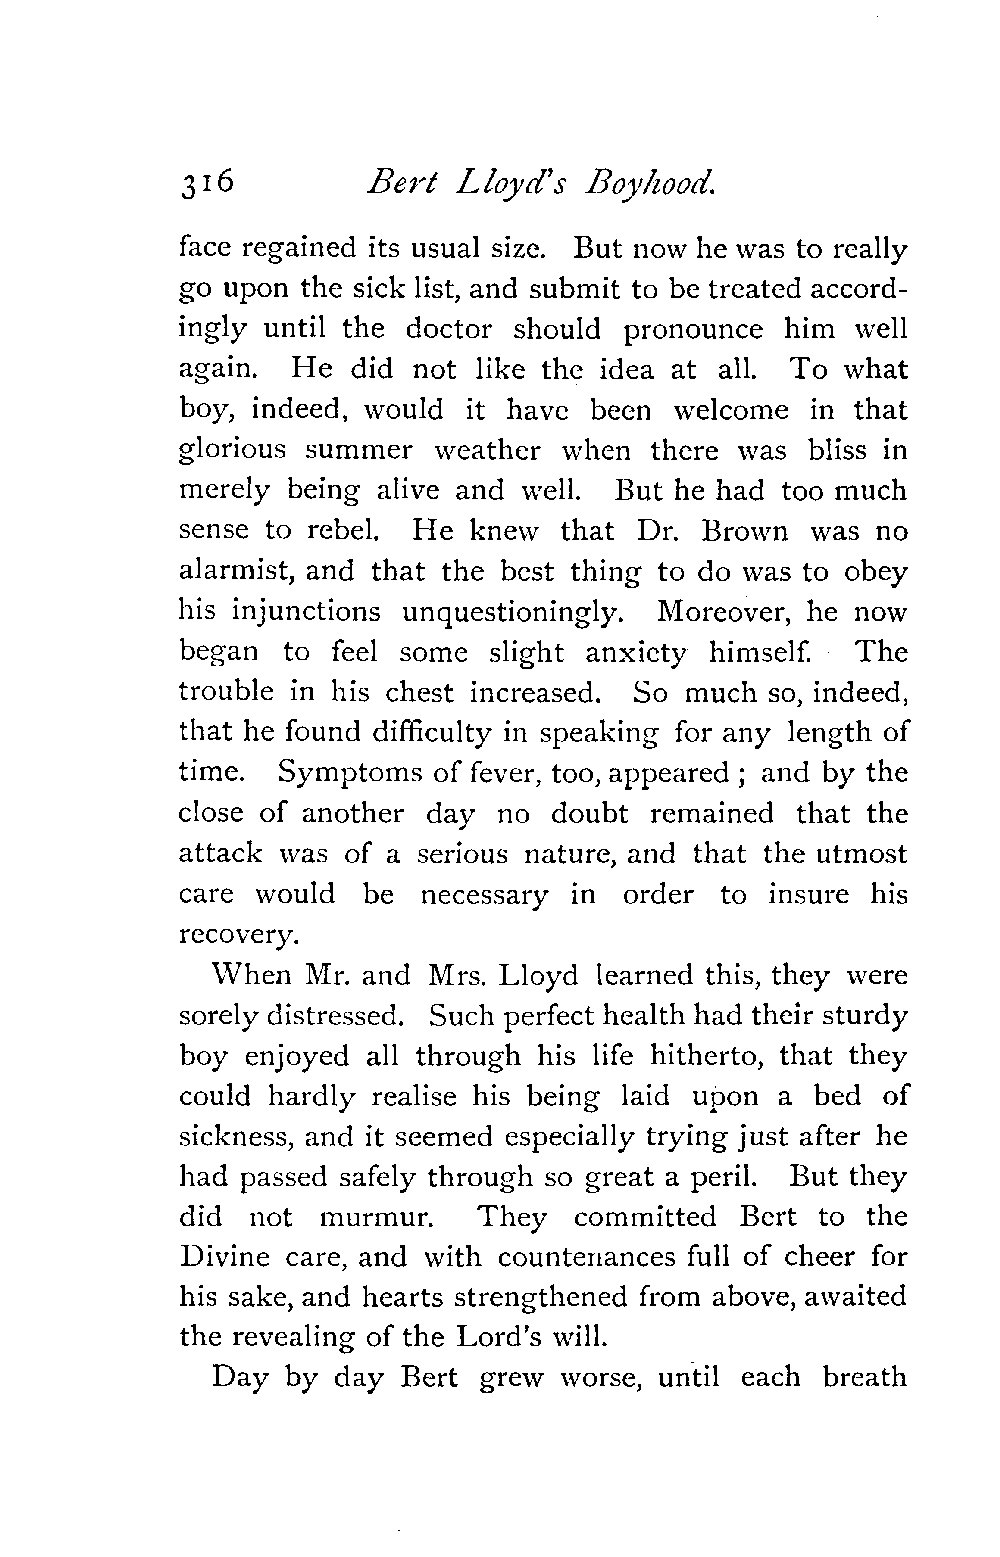 316 Bert Lloyd's Boyhood.
face regained its usual size. But now he was to really
go upon the sick list, and submit to be treated accord-
ingly until the doctor should pronounce him well
again. He did not like the idea at all. To what
boy, indeed, would it have been welcome in that
glorious summer weather when there was bliss in
merely being alive and well. But he had too much
sense to rebel. He knew that Dr. Brown was no
alarmist, and that the best thing to do was to obey
his injunctions unquestioningly. Moreover, he now
began to feel some slight anxiety himself. The
trouble in his chest increased. So much so, indeed,
that he found difficulty in speaking for any length of
time. Symptoms of fever, too, appeared ; and by the
close of another day no doubt remained that the
attack was of a serious nature, and that the utmost
care would be necessary in order to insure his
recovery.
When Mr. and Mrs. Lloyd learned this, they were
sorely distressed. Such perfect health had their sturdy
boy enjoyed all through his life hitherto, that they
could hardly realise his being laid upon a bed of
sickness, and it seemed especially trying just after he
had passed safely through so great a peril. But they
did not murmur. They committed Bert to the
Divine care, and with countenances full of cheer for
his sake, and hearts strengthened from above, awaited
the revealing of the Lord's will.
Day by day Bert grew worse, until each breath